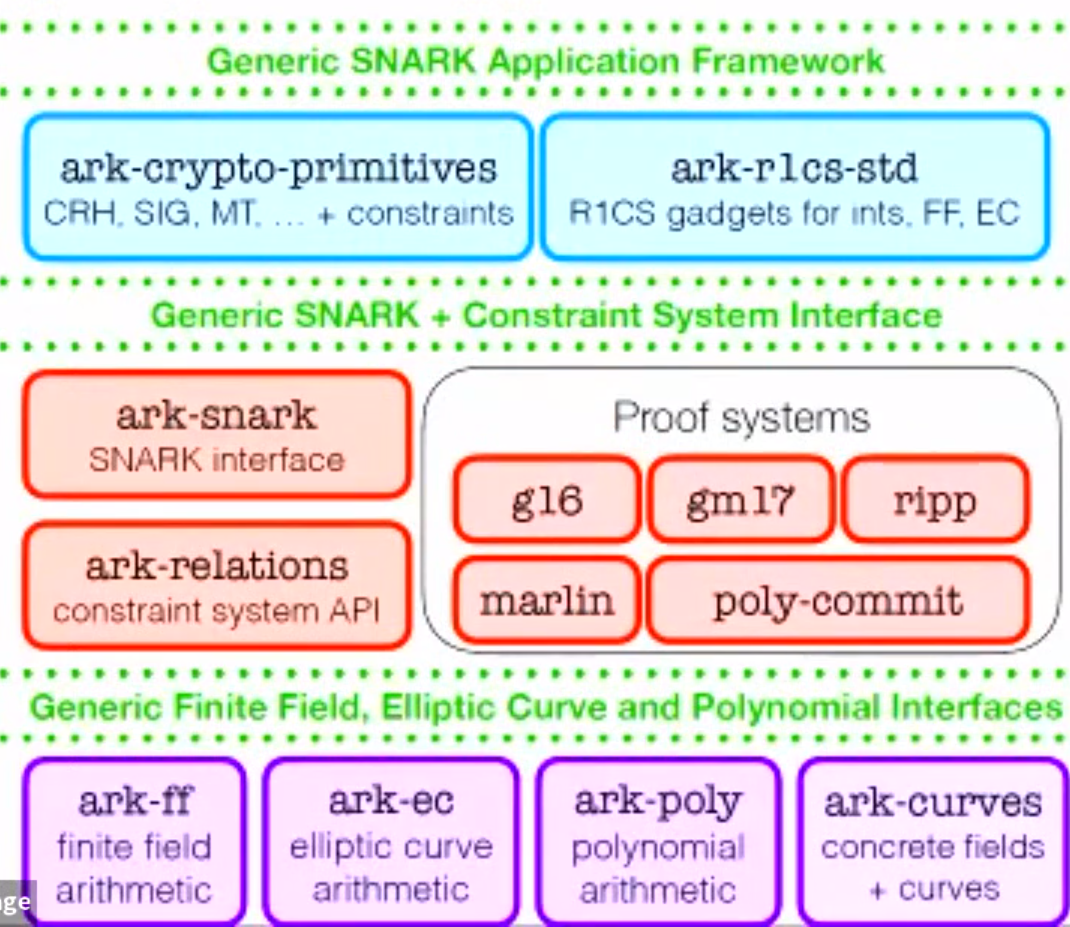 Generic SNARK Application Framework
ark-crypto-primitives
CRH, SIG, MT, ... + constraints
ark-r1cs-std
R1CS gadgets for ints, FF, EC
Generic SNARK + Constraint System Interface
ark-snark
SNARK interface
ark-relations
constraint system API
Proof systems
g16
gm17
ripp
marlin
poly-commit
Generic Finite Field, Elliptic Curve and Polynomial Interfaces
ark-ff
finite field
arithmetic
ark-ec
elliptic curve
arithmetic
ark-poly
polynomial
arithmetic
ark-curves
concrete fields
+ curves